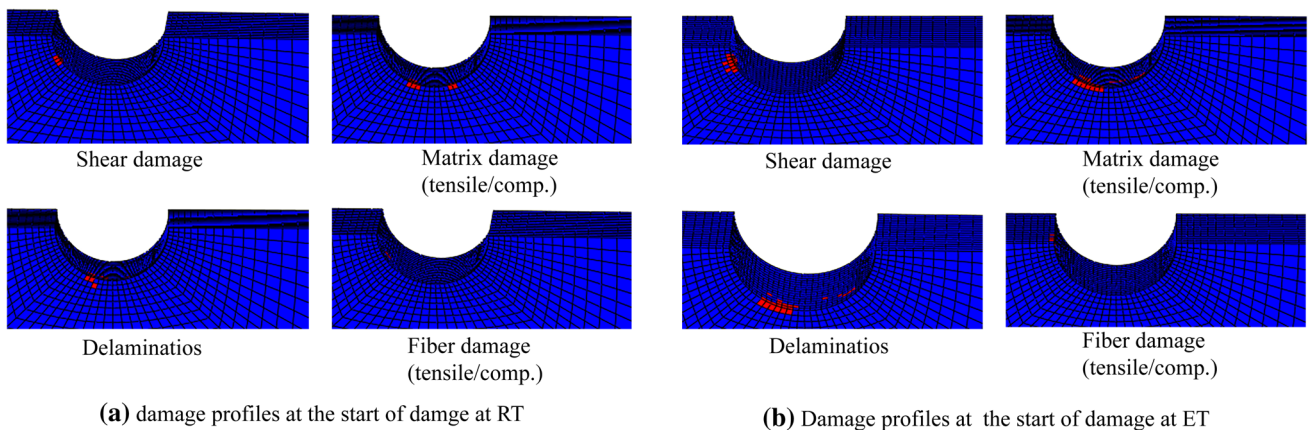 Shear damage
Matrix damage
(tensile/comp.)
Delaminatios
Fiber damage
(tensile/comp.)
(a) damage profiles at the start of damge at RT
Shear damage
Matrix damage
(tensile/comp.)
Delaminatios
Fiber damage
(tensile/comp.)
(b) Damage profiles at the start of damage at ET